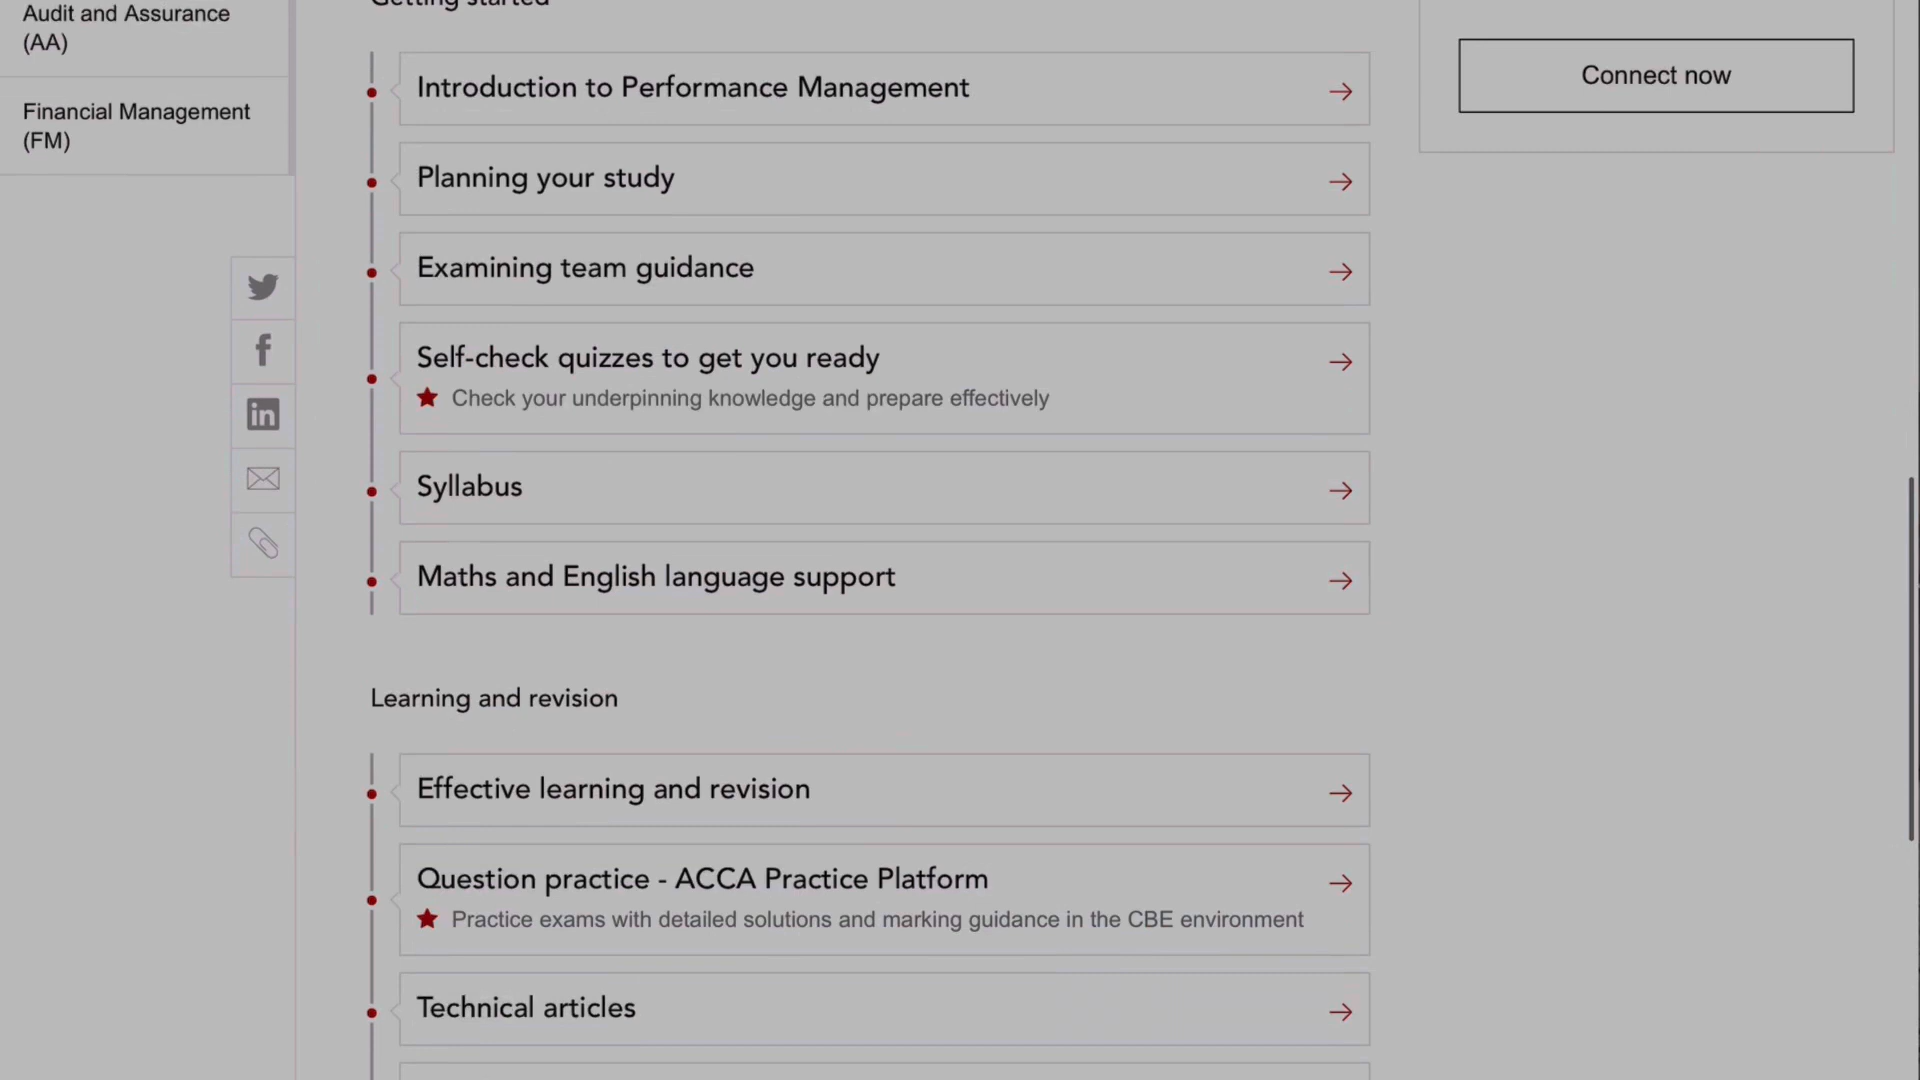 Audit and Assurance
(AA)
Financial Management
(FM)
Getting started
Introduction to Performance Management
Planning your study
Examining team guidance
Self-check quizzes to get you ready
Check your underpinning knowledge and prepare effectively
Syllabus
Maths and English language support
Learning and revision
Effective learning and revision
Question practice - ACCA Practice Platform
Practice exams with detailed solutions and marking guidance in the CBE environment
Technical articles
Connect now